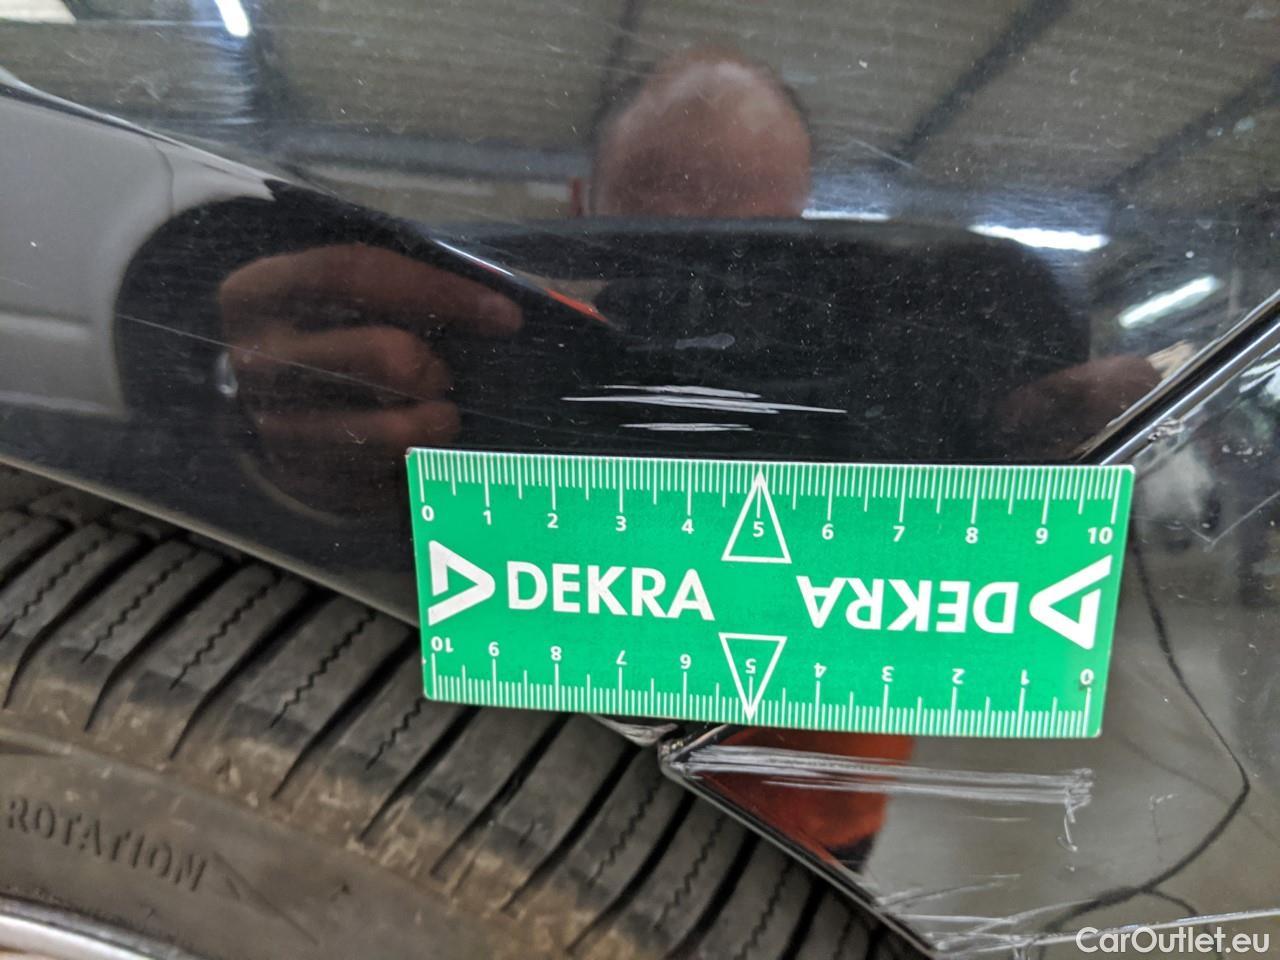 0 1 2 3 4 5 6 7 8 9 10
DEKRA DEKRA
10 9 8 7 6 5 4 3 2 1 0
ROTATION
CarOutlet.eu